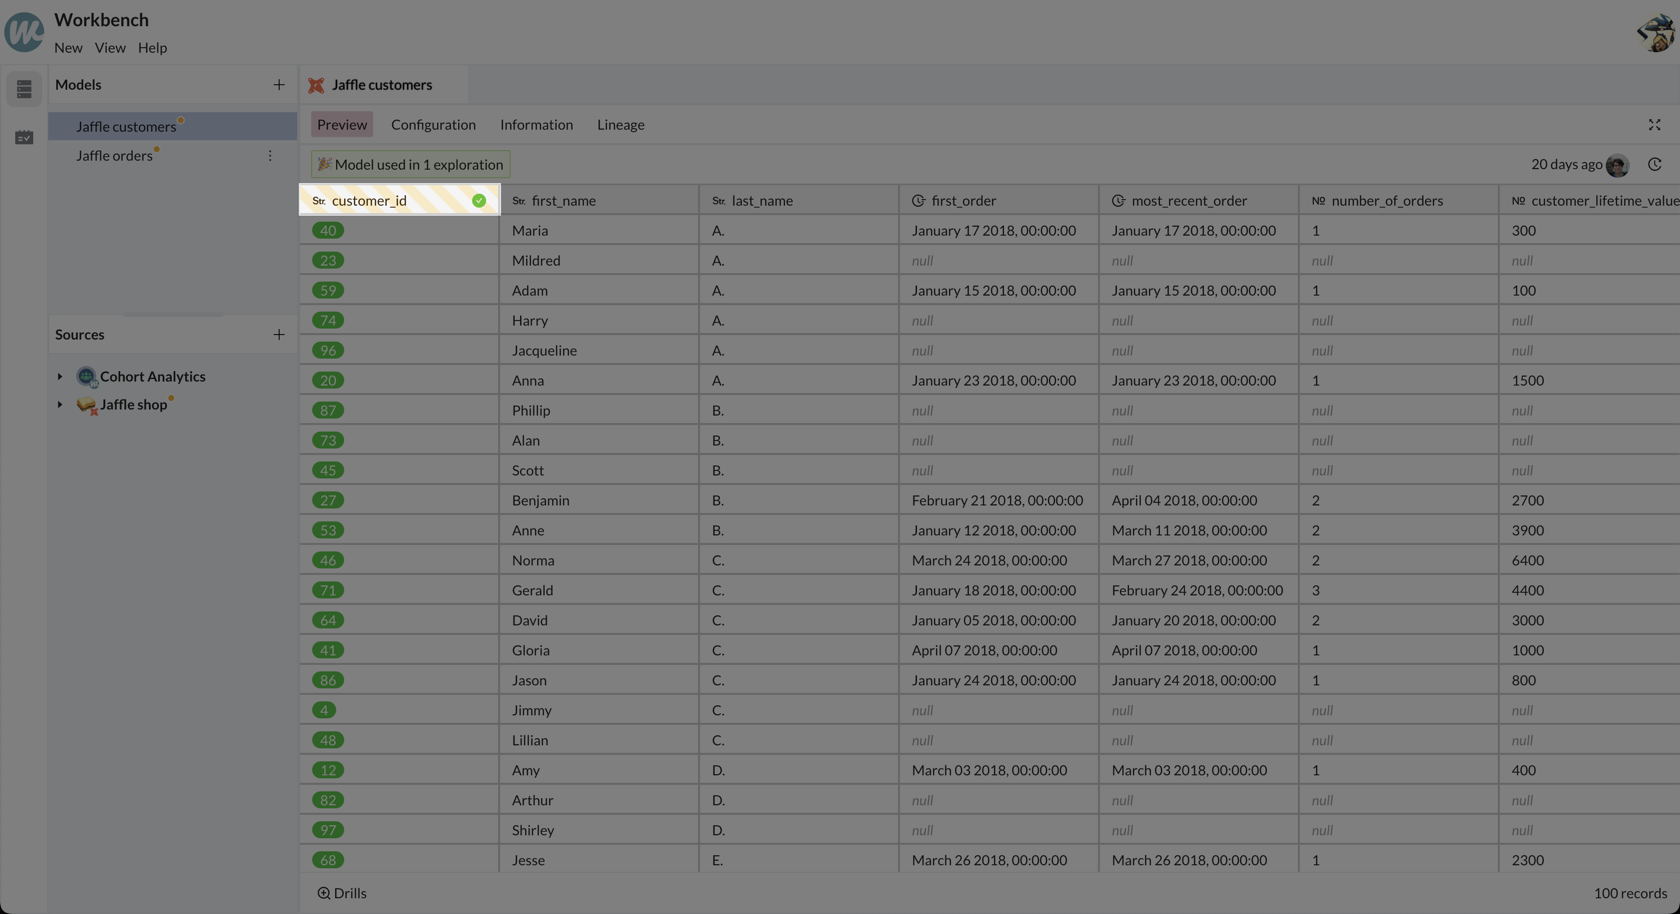 Workbench
New View Help
Models +
Jaffle customers
Jaffle customers
Jaffle orders
Preview Configuration Information Lineage
Model used in 1 exploration
20 days ago
Sources +
Cohort Analytics
Jaffle shop
Str. customer_id Str. first_name Str. last_name first_order most_recent_order № number_of_orders № customer_lifetime_value
40 Maria A. January 17 2018, 00:00:00 January 17 2018, 00:00:00 1 300
23 Mildred A. null null null null
59 Adam A. January 15 2018, 00:00:00 January 15 2018, 00:00:00 1 100
74 Harry A. null null null null
96 Jacqueline A. null null null null
20 Anna A. January 23 2018, 00:00:00 January 23 2018, 00:00:00 1 1500
87 Phillip B. null null null null
73 Alan B. null null null null
45 Scott B. null null null null
27 Benjamin B. February 21 2018, 00:00:00 April 04 2018, 00:00:00 2 2700
53 Anne B. January 12 2018, 00:00:00 March 11 2018, 00:00:00 2 3900
46 Norma C. March 24 2018, 00:00:00 March 27 2018, 00:00:00 2 6400
71 Gerald C. January 18 2018, 00:00:00 February 24 2018, 00:00:00 3 4400
64 David C. January 05 2018, 00:00:00 January 20 2018, 00:00:00 2 3000
41 Gloria C. April 07 2018, 00:00:00 April 07 2018, 00:00:00 1 1000
86 Jason C. January 24 2018, 00:00:00 January 24 2018, 00:00:00 1 800
4 Jimmy C. null null null null
48 Lillian C. null null null null
12 Amy D. March 03 2018, 00:00:00 March 03 2018, 00:00:00 1 400
82 Arthur D. null null null null
97 Shirley D. null null null null
68 Jesse E. March 26 2018, 00:00:00 March 26 2018, 00:00:00 1 2300
Drills
100 records